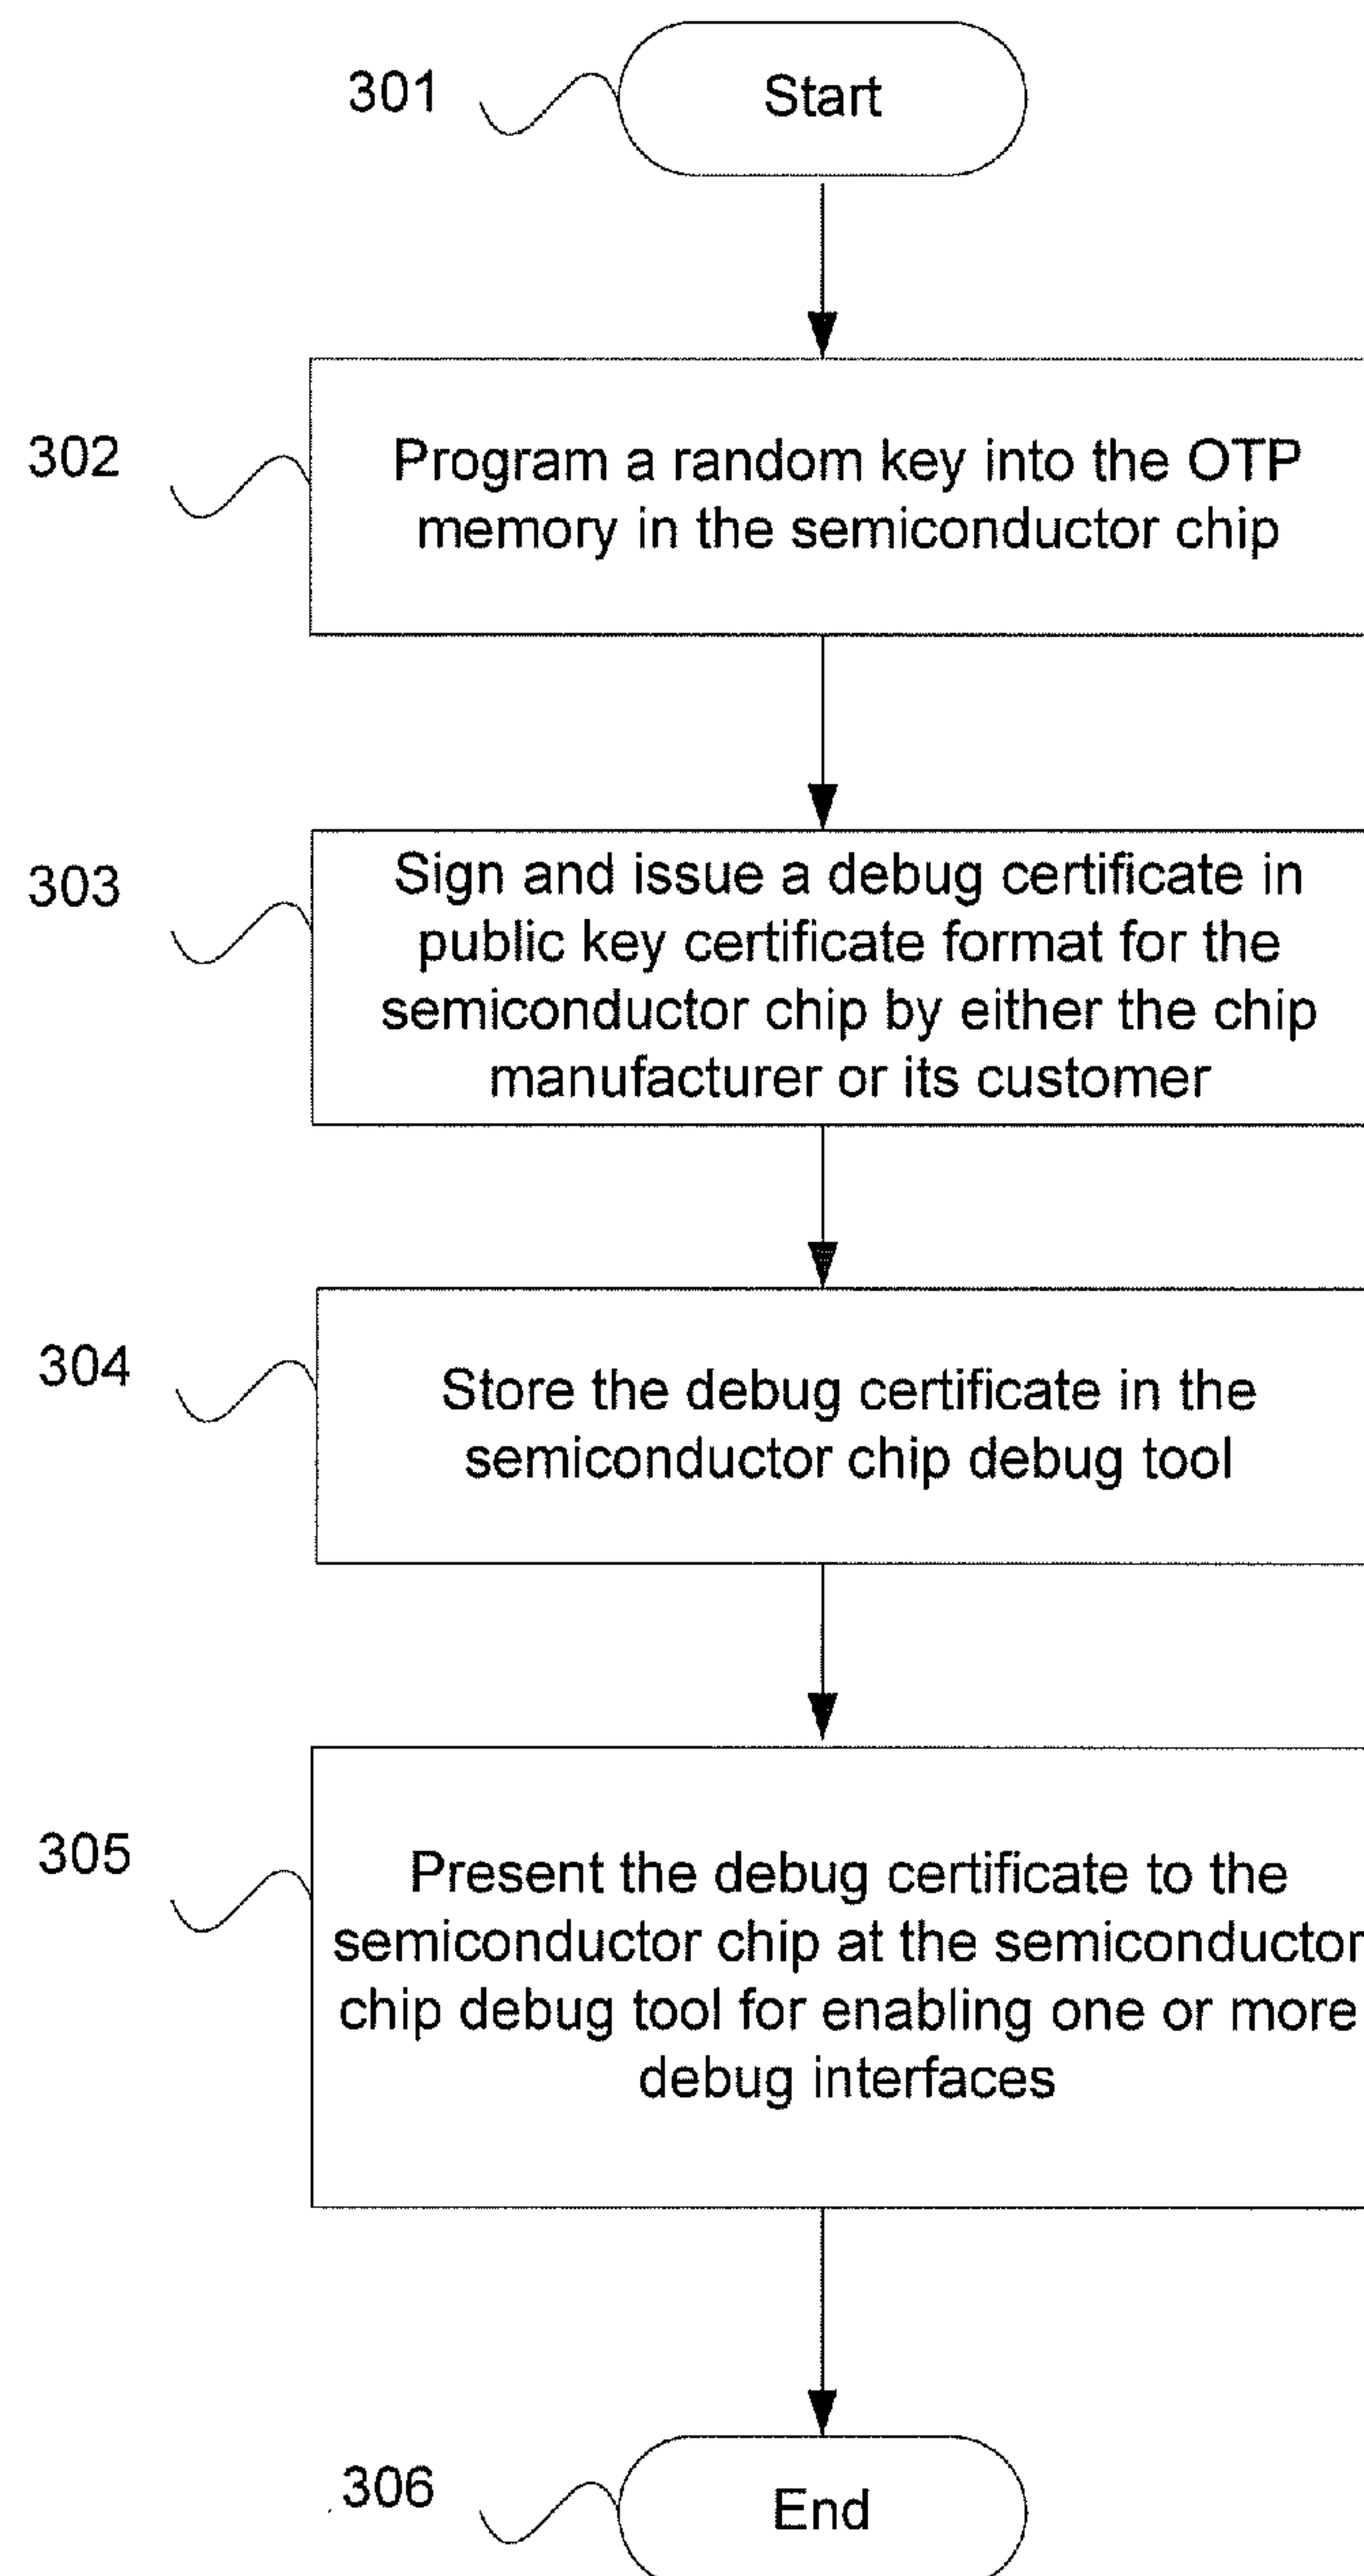 301
Start
302
Program a random key into the OTP
memory in the semiconductor chip
303
Sign and issue a debug certificate in
public key certificate format for the
semiconductor chip by either the chip
manufacturer or its customer
304
Store the debug certificate in the
semiconductor chip debug tool
305
Present the debug certificate to the
semiconductor chip at the semiconductor
chip debug tool for enabling one or more
debug interfaces
306
End